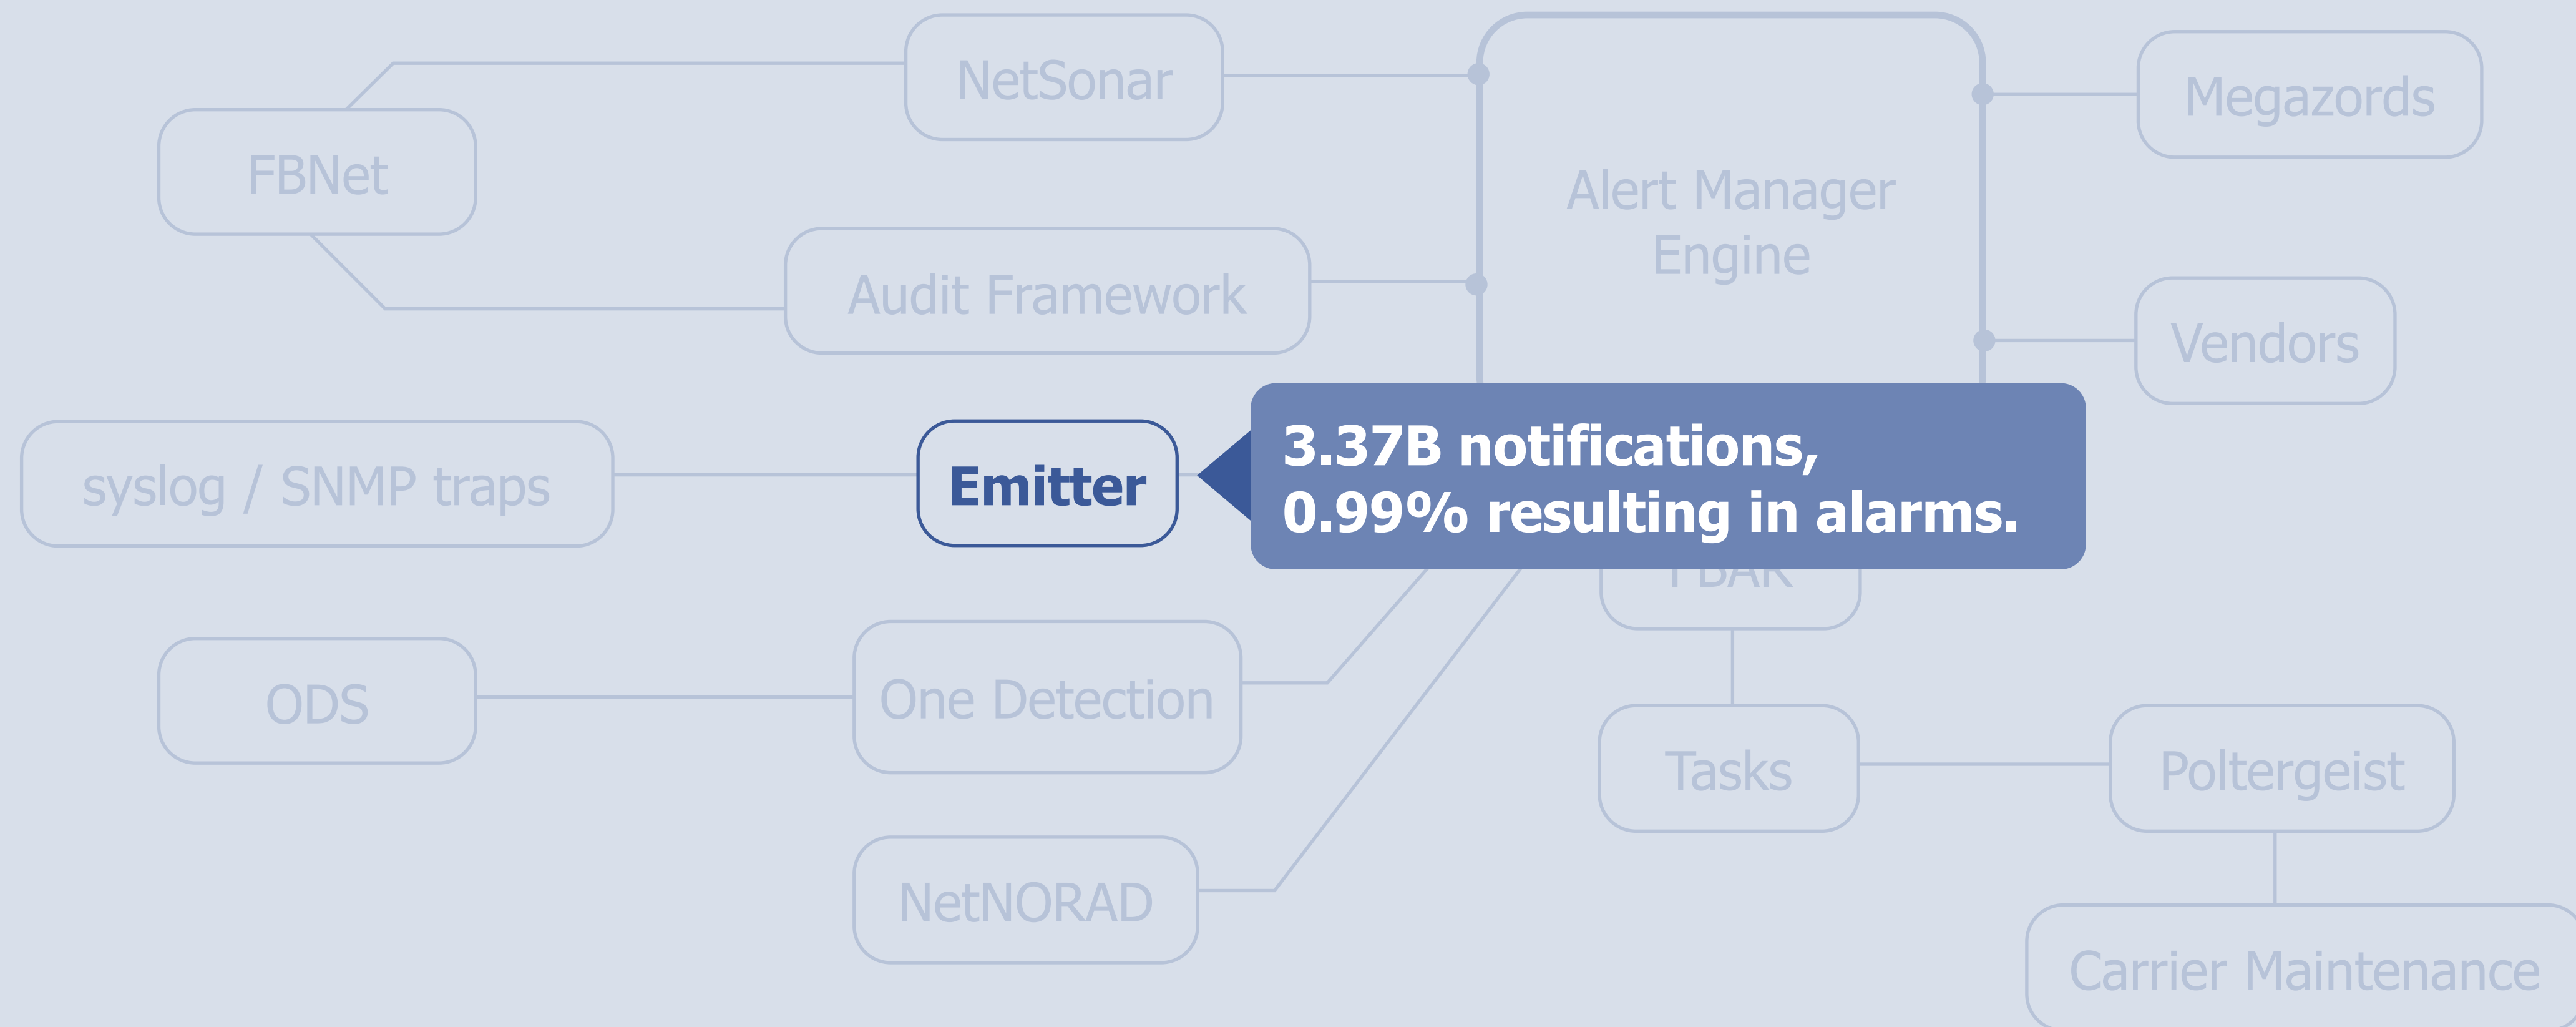 NetSonar
Megazords
FBNet
Alert Manager
Engine
Audit Framework
Vendors
syslog / SNMP traps
Emitter
3.37B notifications,
0.99% resulting in alarms.
ODS
One Detection
Tasks
Poltergeist
NetNORAD
Carrier Maintenance